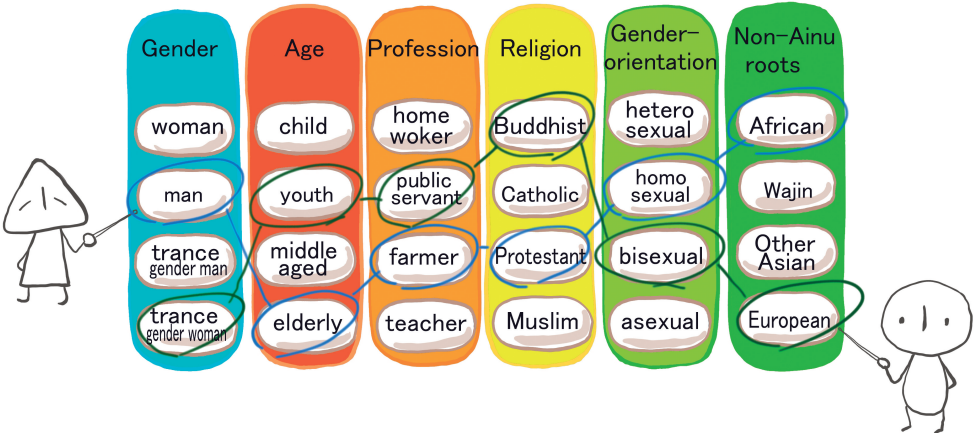 Gender
woman
man
trance
gender man
trance
gender woman
Age
child
youth
middle
aged
elderly
Profession
home
woker
public
servant
farmer
teacher
Religion
Buddhist
Catholic
Protestant
Muslim
Gender-
orientation
hetero
sexual
homo
sexual
bisexual
asexual
Non-Ainu
roots
African
Wajin
Other
Asian
European